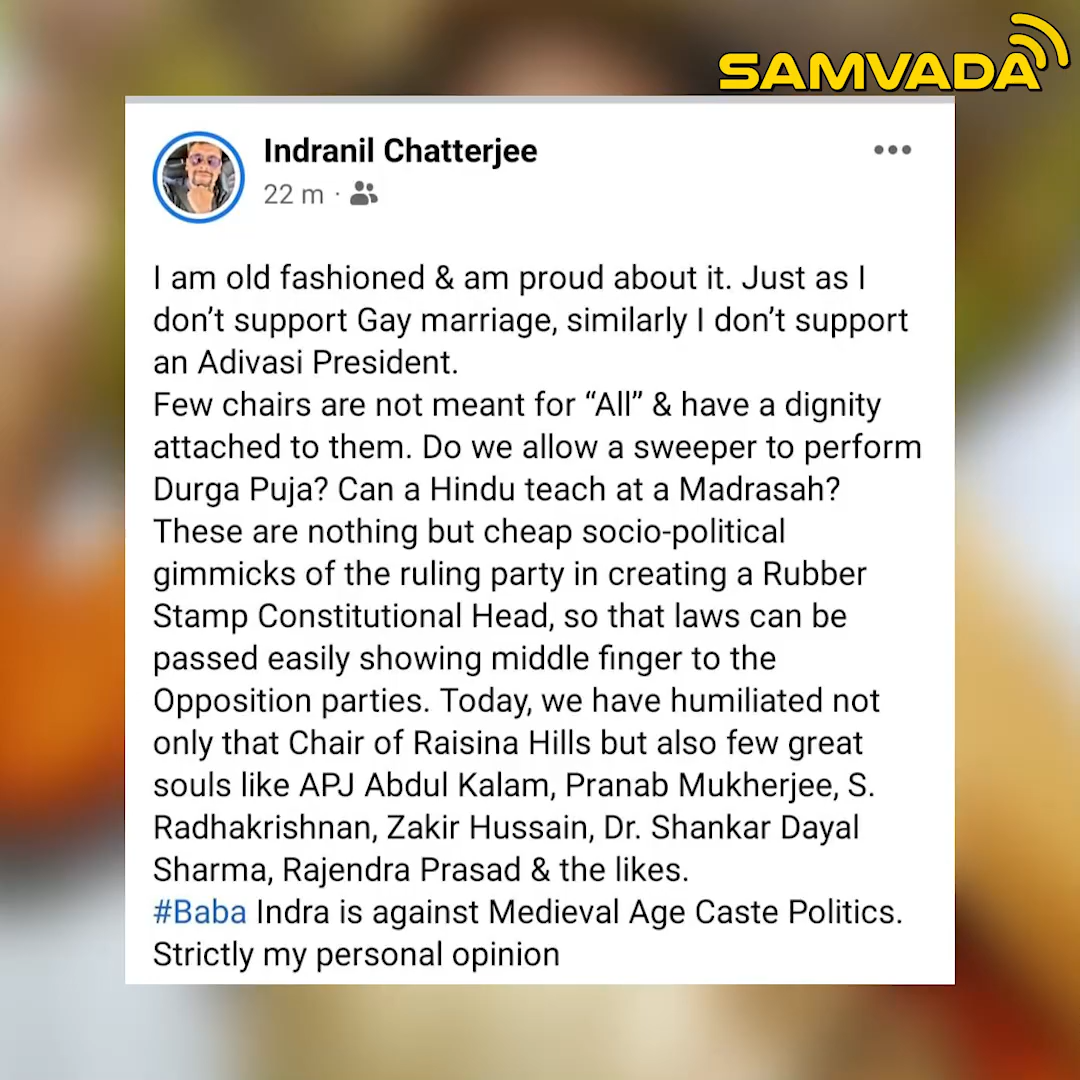 SAMVADA
Indranil Chatterjee
22 m ·
I am old fashioned & am proud about it. Just as I
don’t support Gay marriage, similarly I don’t support
an Adivasi President.
Few chairs are not meant for “All” & have a dignity
attached to them. Do we allow a sweeper to perform
Durga Puja? Can a Hindu teach at a Madrasah?
These are nothing but cheap socio-political
gimmicks of the ruling party in creating a Rubber
Stamp Constitutional Head, so that laws can be
passed easily showing middle finger to the
Opposition parties. Today, we have humiliated not
only that Chair of Raisina Hills but also few great
souls like APJ Abdul Kalam, Pranab Mukherjee, S.
Radhakrishnan, Zakir Hussain, Dr. Shankar Dayal
Sharma, Rajendra Prasad & the likes.
#Baba Indra is against Medieval Age Caste Politics.
Strictly my personal opinion